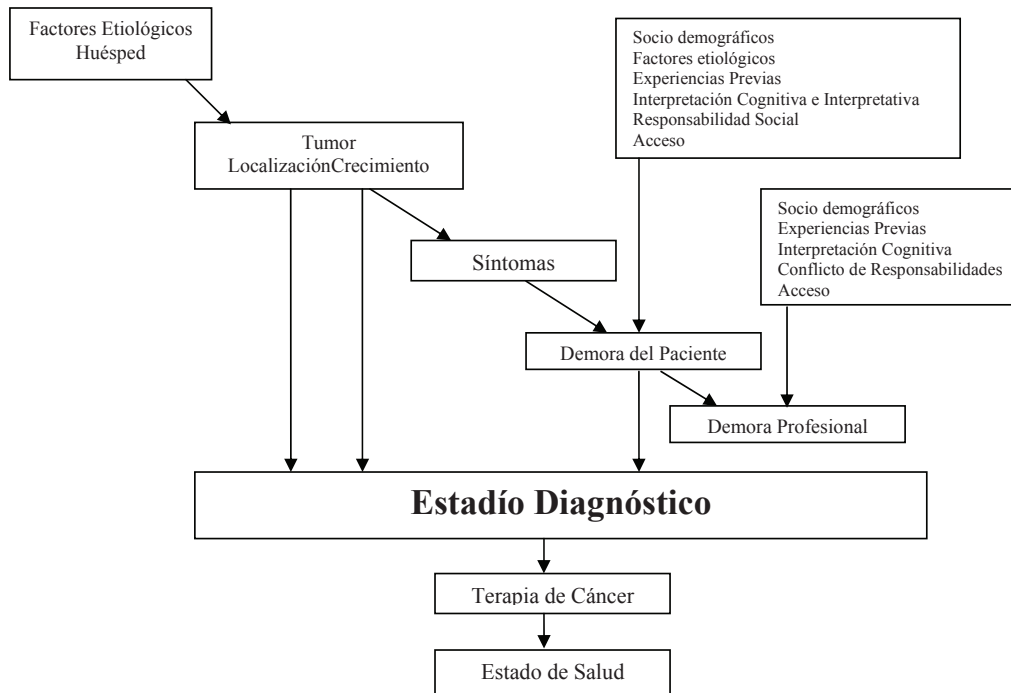 Factores Etiológicos
Huésped
Socio demográficos
Factores etiológicos
Experiencias Previas
Interpretación Cognitiva e Interpretativa
Responsabilidad Social
Acceso
Tumor
LocalizaciónCrecimiento
Socio demográficos
Experiencias Previas
Interpretación Cognitiva
Conflicto de Responsabilidades
Acceso
Síntomas
Demora del Paciente
Demora Profesional
Estadío Diagnóstico
Terapia de Cáncer
Estado de Salud